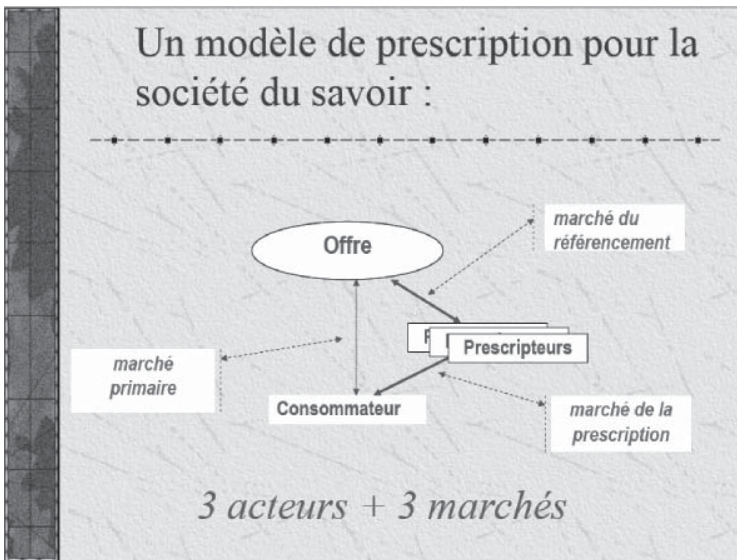 Un modèle de prescription pour la
société du savoir :
Offre
marché du
référencement
Prescripteurs
marché
primaire
Consommateur
marché de la
prescription
3 acteurs + 3 marchés